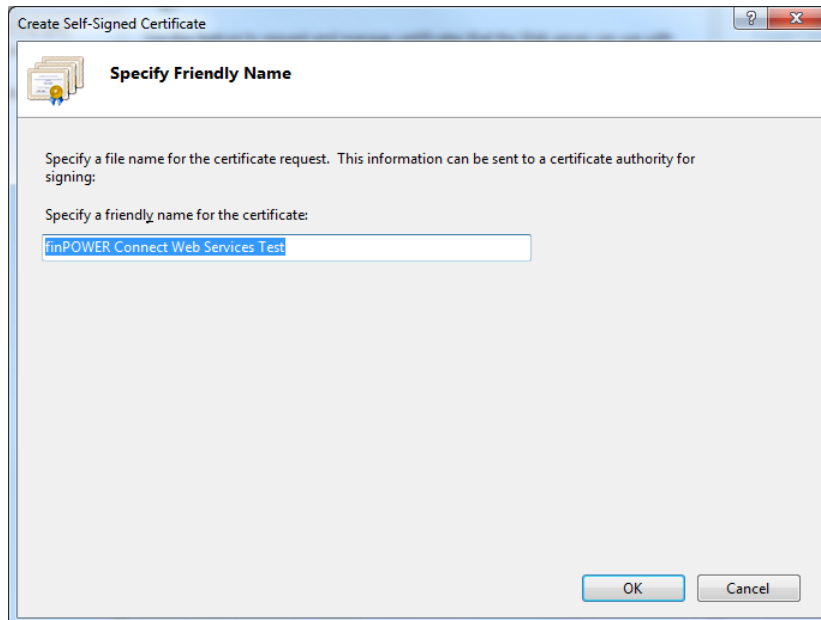 Create Self-Signed Certificate
Specify Friendly Name
Specify a file name for the certificate request.  This information can be sent to a certificate authority for
signing:
Specify a friendly name for the certificate:
finPOWER Connect Web Services Test
OK
Cancel